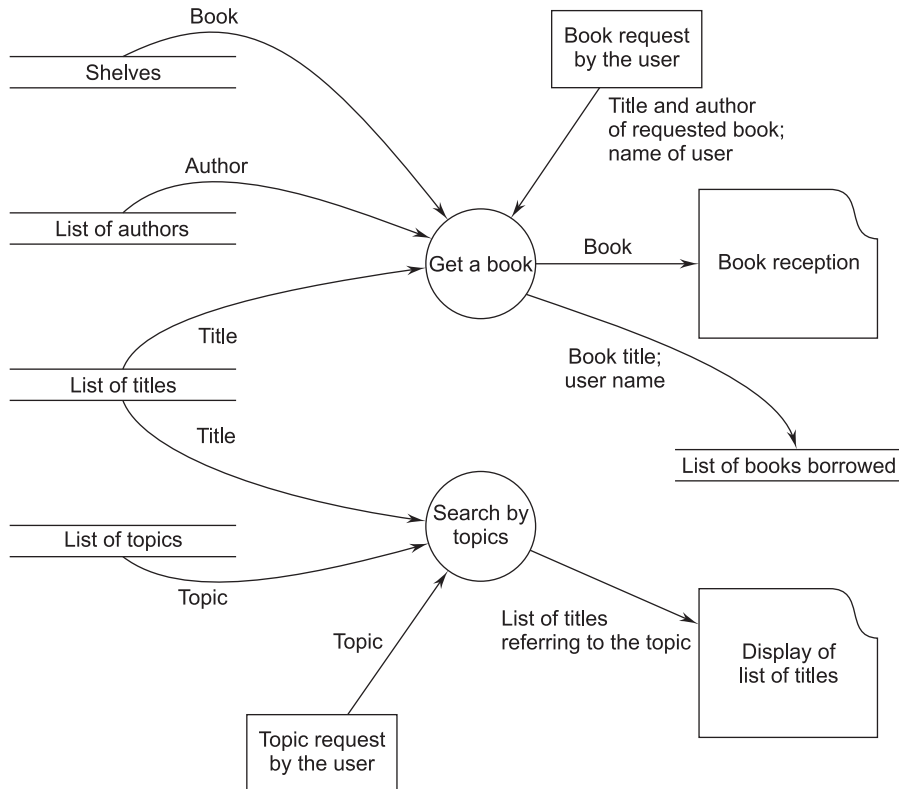 Book
Shelves
Book request
by the user
Title and author
of requested book;
name of user
Author
List of authors
Get a book
Book
Book reception
Title
Book title;
user name
List of titles
Title
List of books borrowed
Search by
topics
List of topics
Topic
List of titles
referring to the topic
Topic
Display of
list of titles
Topic request
by the user